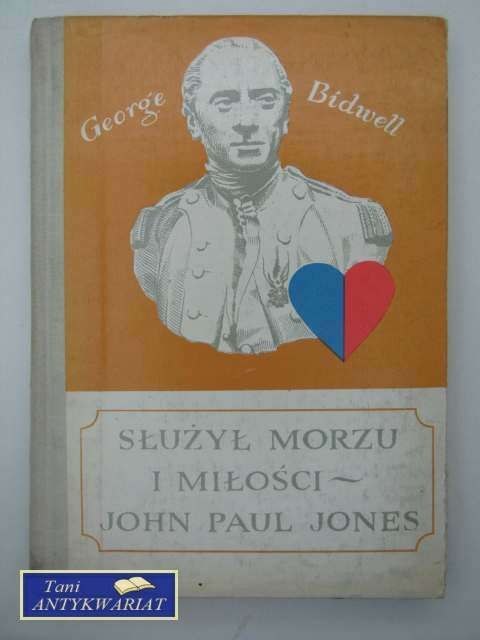 George Bidwell
SŁUŻYŁ MORZU
I MIŁOŚCI~
JOHN PAUL JONES
Tani
ANTYKWARIAT